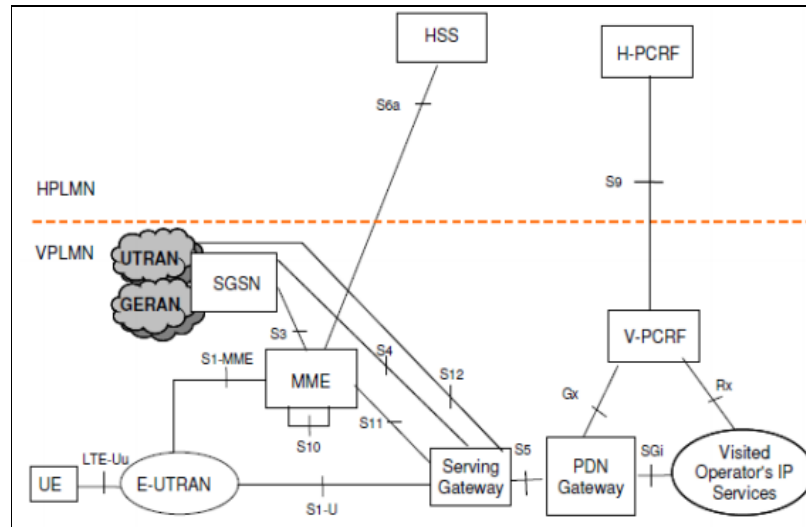 HSS
H-PCRF
S6a
S9
HPLMN
VPLMN
UTRAN
SGSN
GERAN
S3
S4
S12
V-PCRF
S1-MME
MME
S10
S11
Gx
Rx
LTE-Uu
UE
E-UTRAN
S1-U
Serving
Gateway
S5
PDN
Gateway
SGi
Visited
Operator's IP
Services